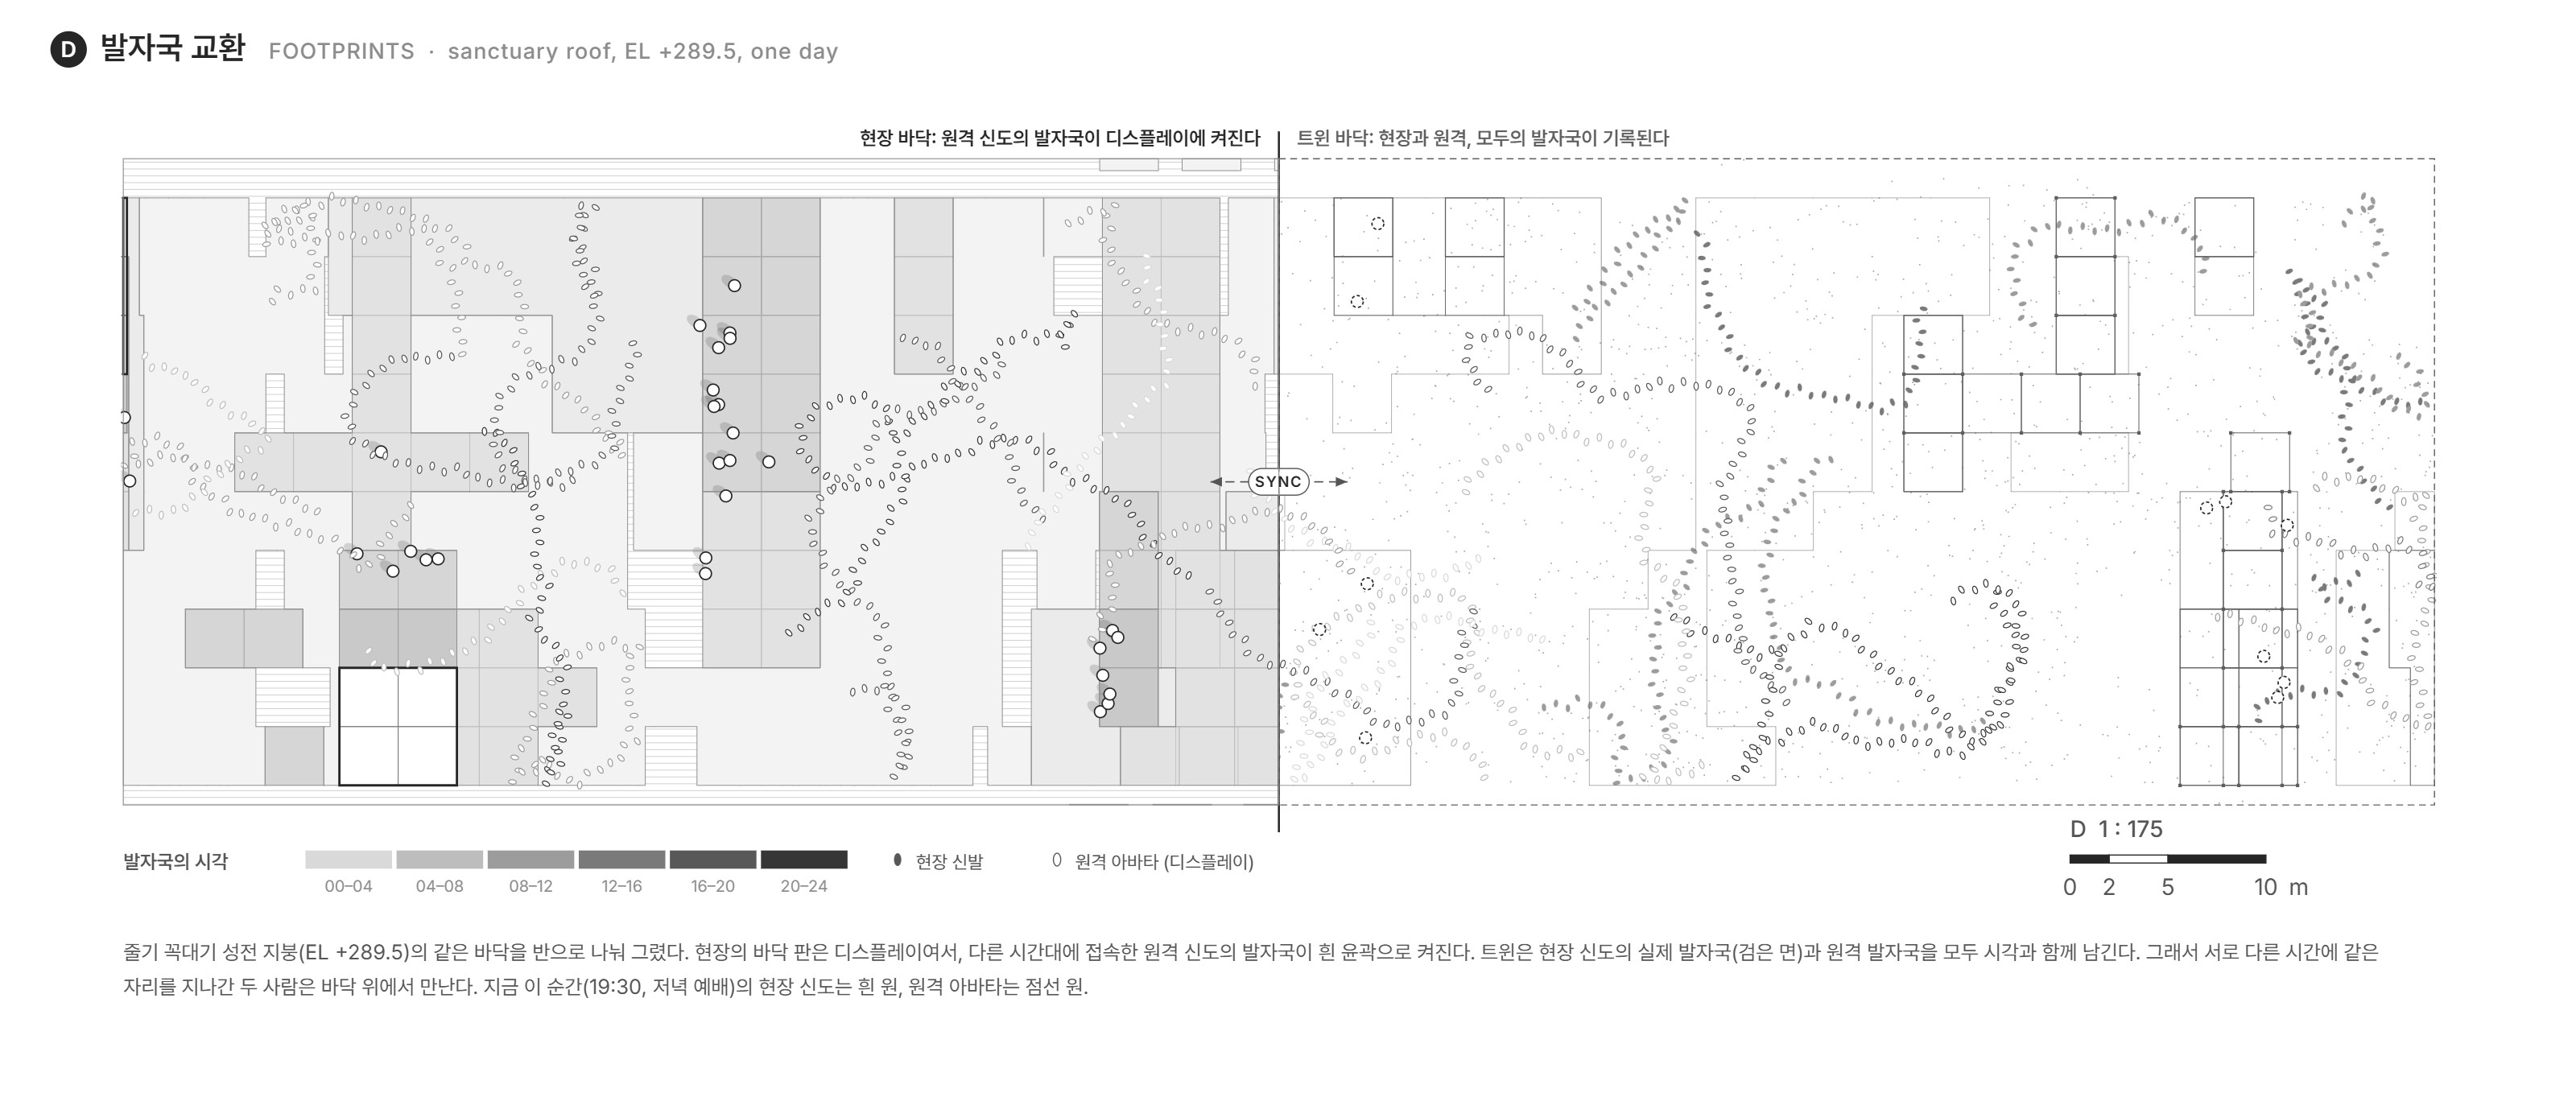 D 발자국 교환 FOOTPRINTS · sanctuary roof, EL +289.5, one day
현장 바닥: 원격 신도의 발자국이 디스플레이에 켜진다
트윈 바닥: 현장과 원격, 모두의 발자국이 기록된다
SYNC
발자국의 시각
00–04 04–08 08–12 12–16 16–20 20–24
현장 신발
원격 아바타 (디스플레이)
D 1 : 175
0 2 5 10 m
줄기 꼭대기 성전 지붕(EL +289.5)의 같은 바닥을 반으로 나눠 그렸다. 현장의 바닥 판은 디스플레이여서, 다른 시간대에 접속한 원격 신도의 발자국이 흰 윤곽으로 켜진다. 트윈은 현장 신도의 실제 발자국(검은 면)과 원격 발자국을 모두 시각과 함께 남긴다. 그래서 서로 다른 시간에 같은
자리를 지나간 두 사람은 바닥 위에서 만난다. 지금 이 순간(19:30, 저녁 예배)의 현장 신도는 흰 원, 원격 아바타는 점선 원.